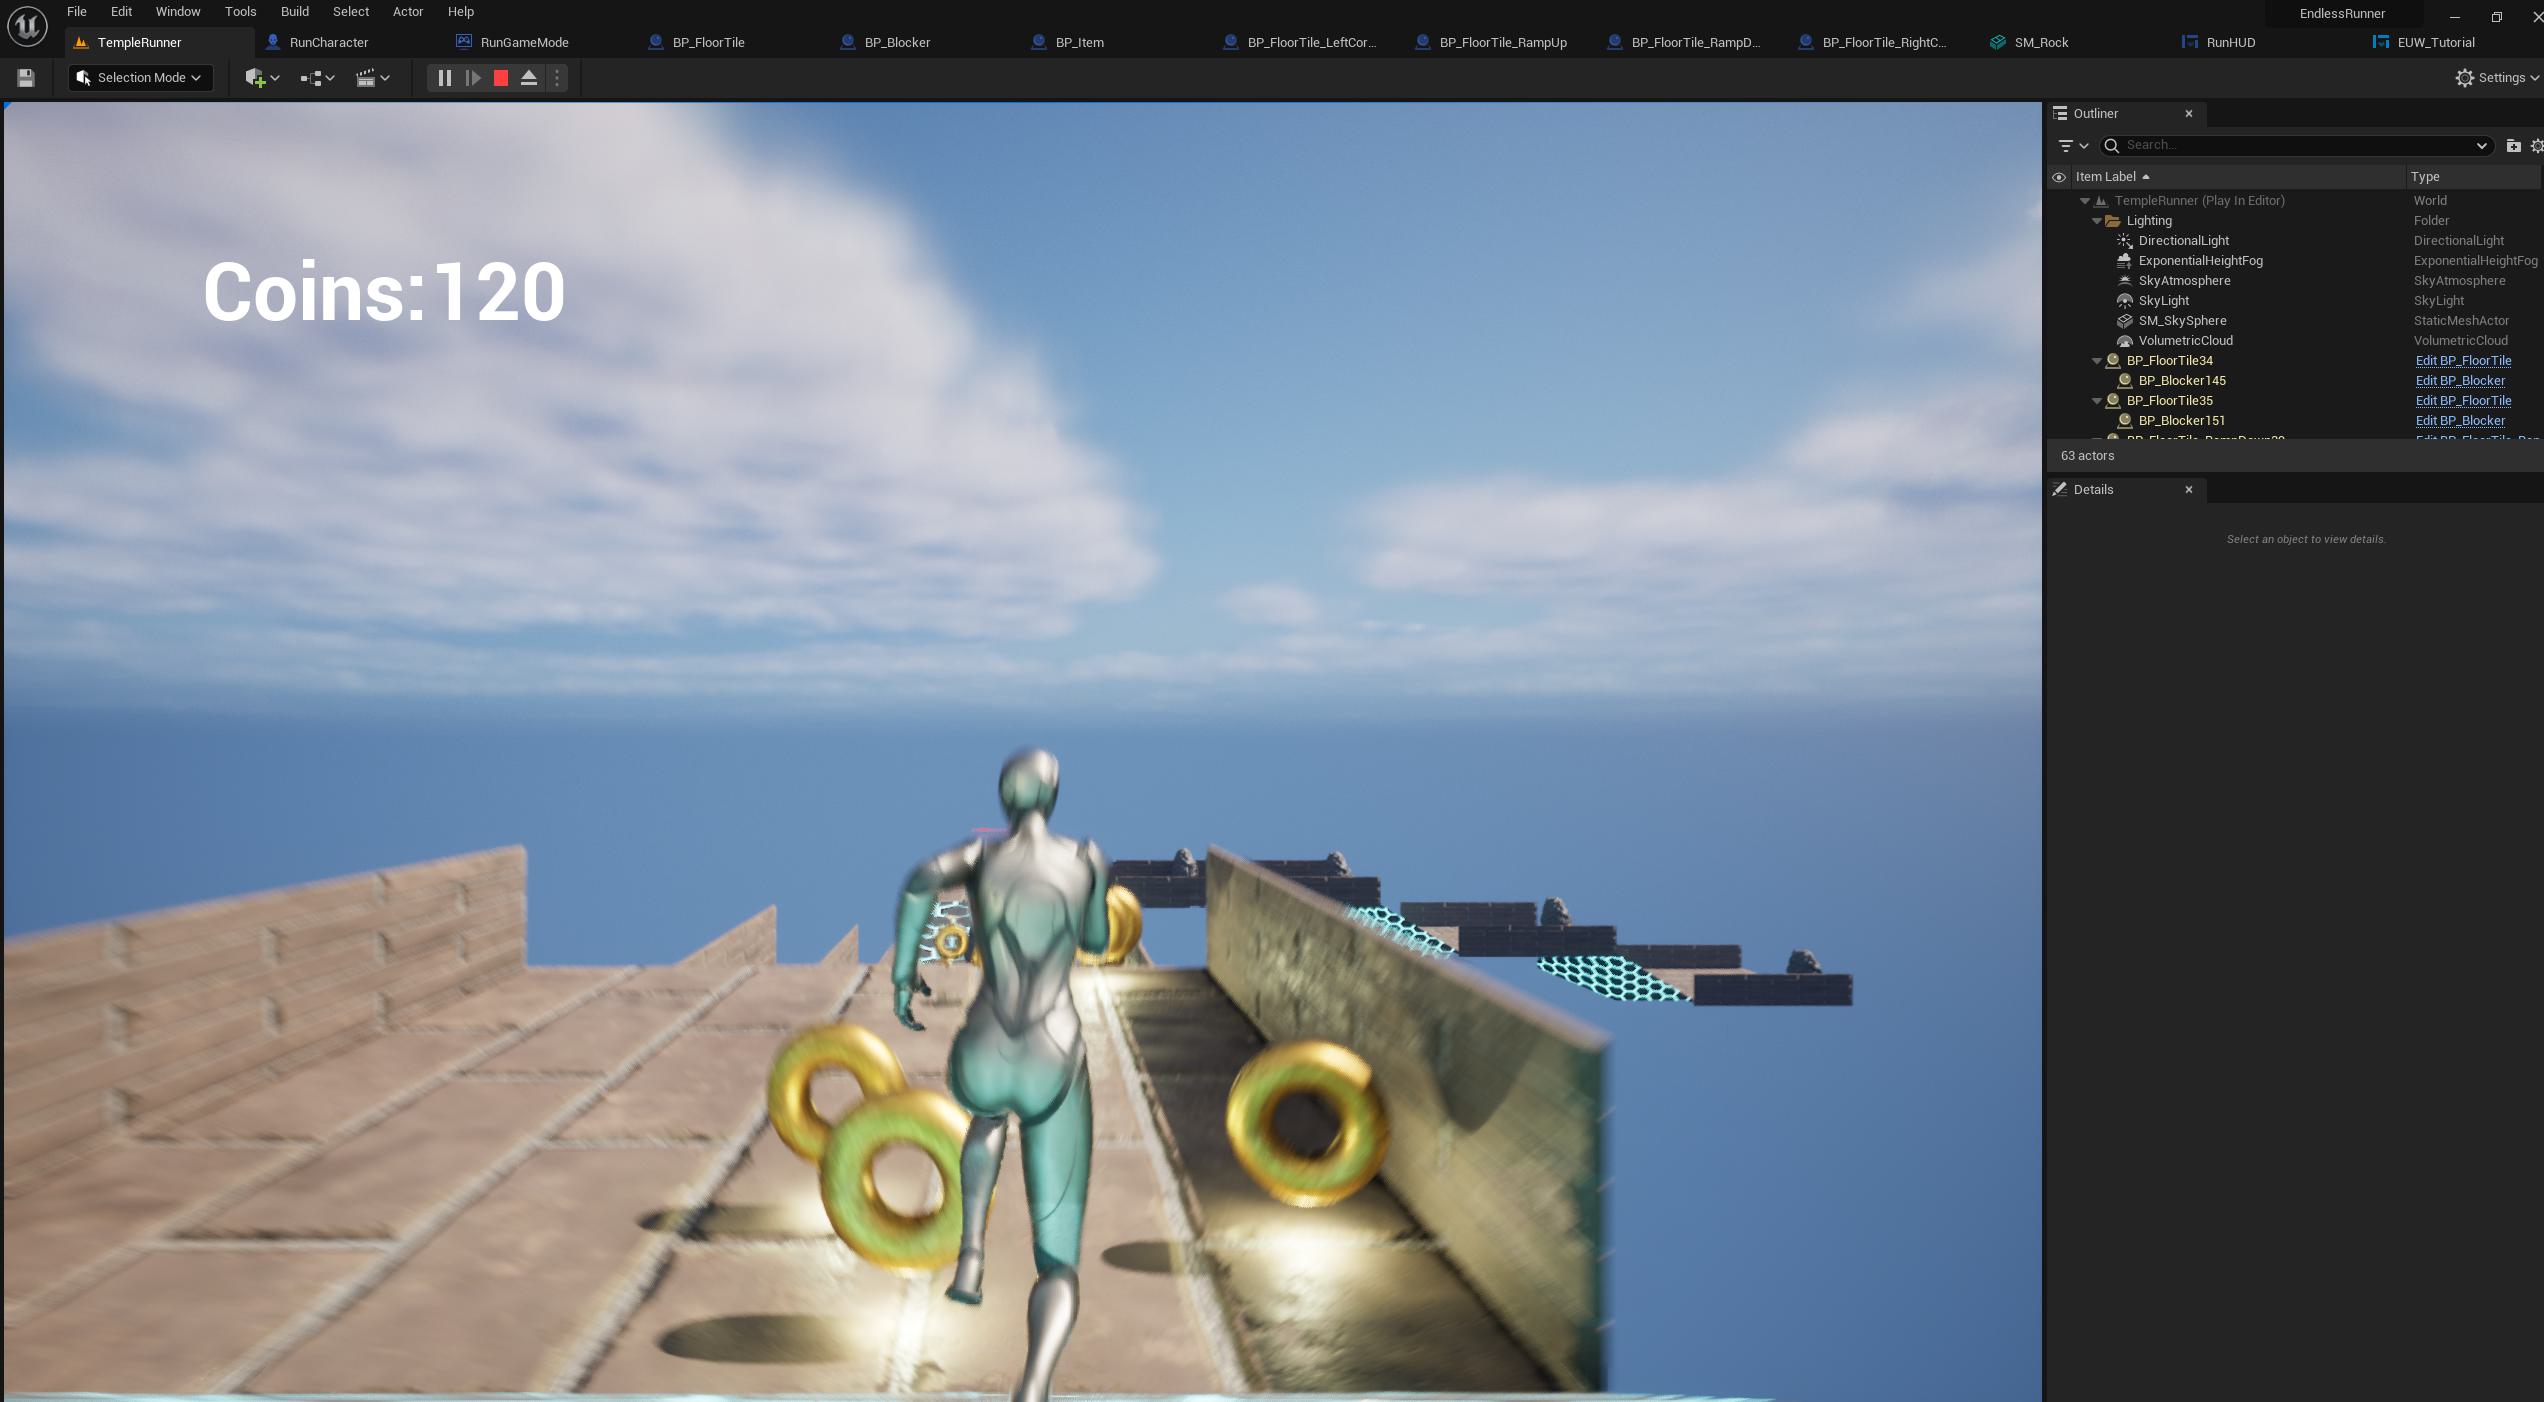 File Edit Window Tools Build Select Actor Help
EndlessRunner
TempleRunner RunCharacter RunGameMode BP_FloorTile BP_Blocker BP_Item BP_FloorTile_LeftCor... BP_FloorTile_RampUp BP_FloorTile_RampD... BP_FloorTile_RightC... SM_Rock RunHUD EUW_Tutorial
Selection Mode
Settings
Coins:120
Outliner
Search...
Item Label Type
TempleRunner (Play In Editor) World
Lighting Folder
DirectionalLight DirectionalLight
ExponentialHeightFog ExponentialHeightFog
SkyAtmosphere SkyAtmosphere
SkyLight SkyLight
SM_SkySphere StaticMeshActor
VolumetricCloud VolumetricCloud
BP_FloorTile34 Edit BP_FloorTile
BP_Blocker145 Edit BP_Blocker
BP_FloorTile35 Edit BP_FloorTile
BP_Blocker151 Edit BP_Blocker
63 actors
Details
Select an object to view details.